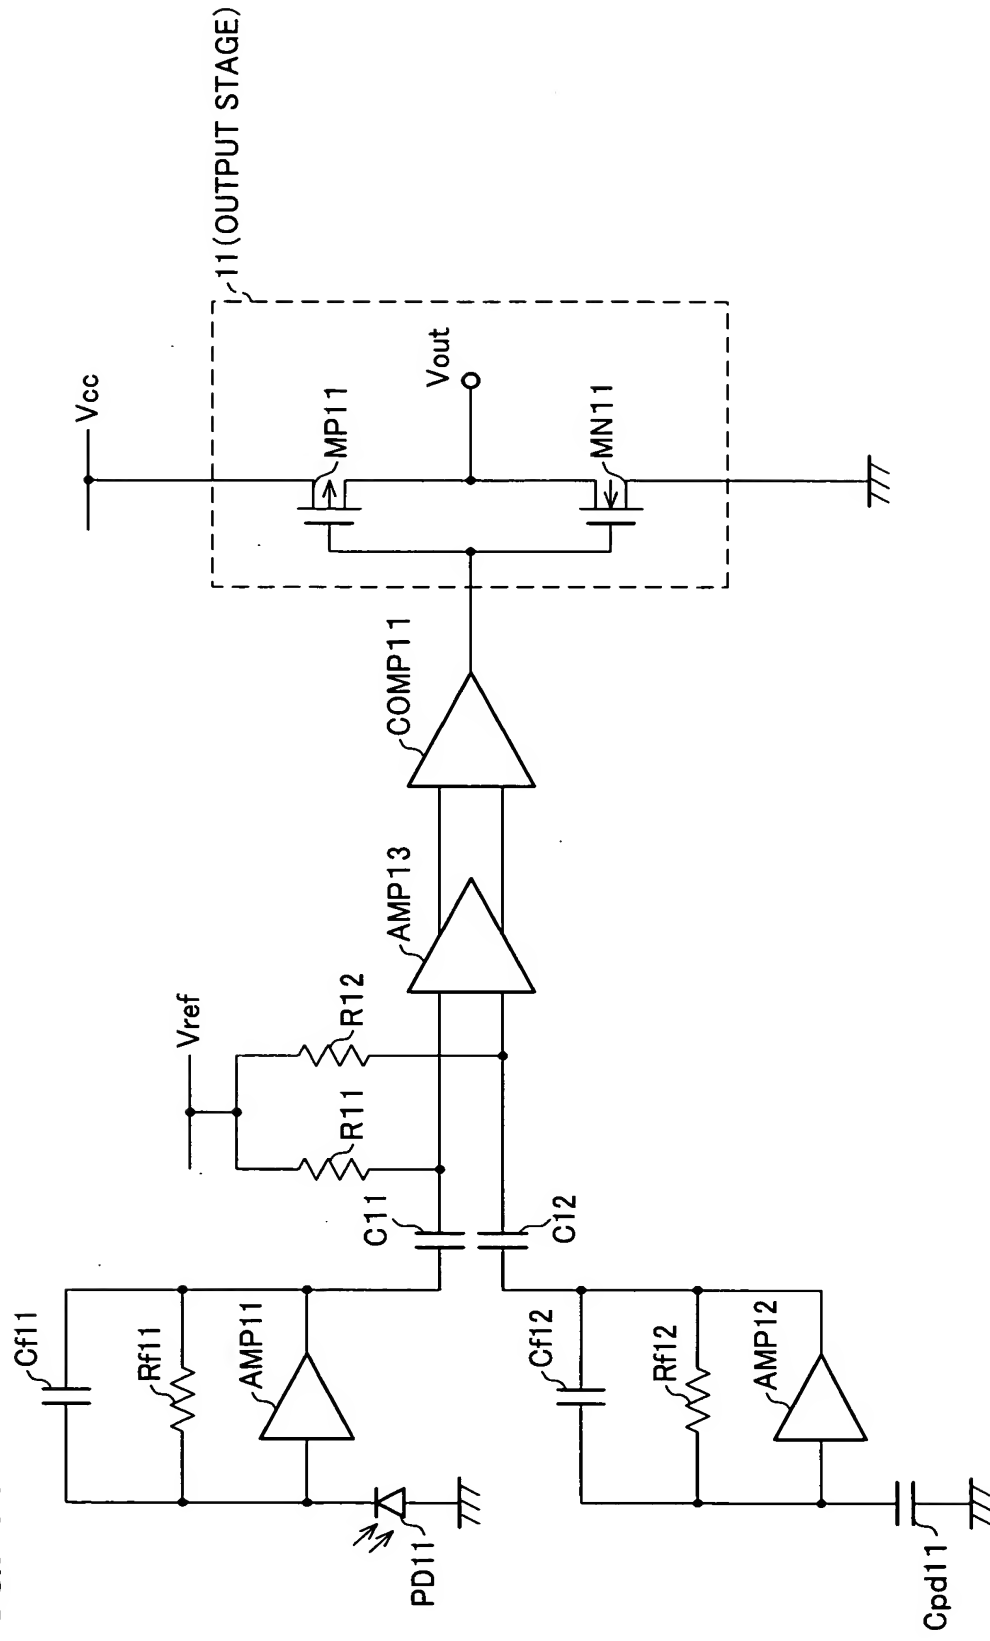 11(OUTPUT STAGE)
Vcc
MP11
Vout
MN11
COMP11
AMP13
Vref
R12
R11
C11
C12
Cf11
Rf11
AMP11
PD11
Cf12
Rf12
AMP12
Cpd11